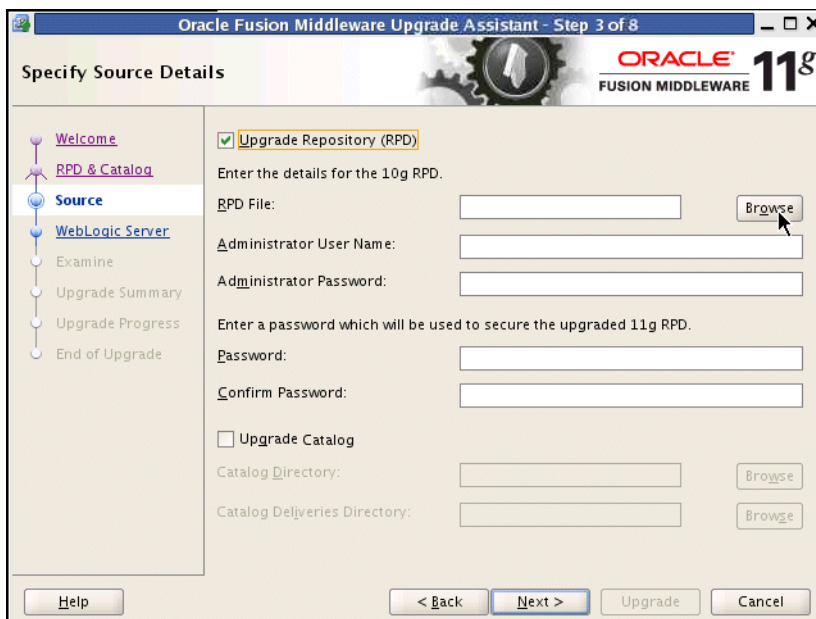 Oracle Fusion Middleware Upgrade Assistant - Step 3 of 8
Specify Source Details
ORACLE
FUSION MIDDLEWARE
11g
Welcome
RPD & Catalog
Source
WebLogic Server
Examine
Upgrade Summary
Upgrade Progress
End of Upgrade
Upgrade Repository (RPD)
Enter the details for the 10g RPD.
RPD File:
Browse
Administrator User Name:
Administrator Password:
Enter a password which will be used to secure the upgraded 11g RPD.
Password:
Confirm Password:
Upgrade Catalog
Catalog Directory:
Browse
Catalog Deliveries Directory:
Browse
Help
< Back
Next >
Upgrade
Cancel